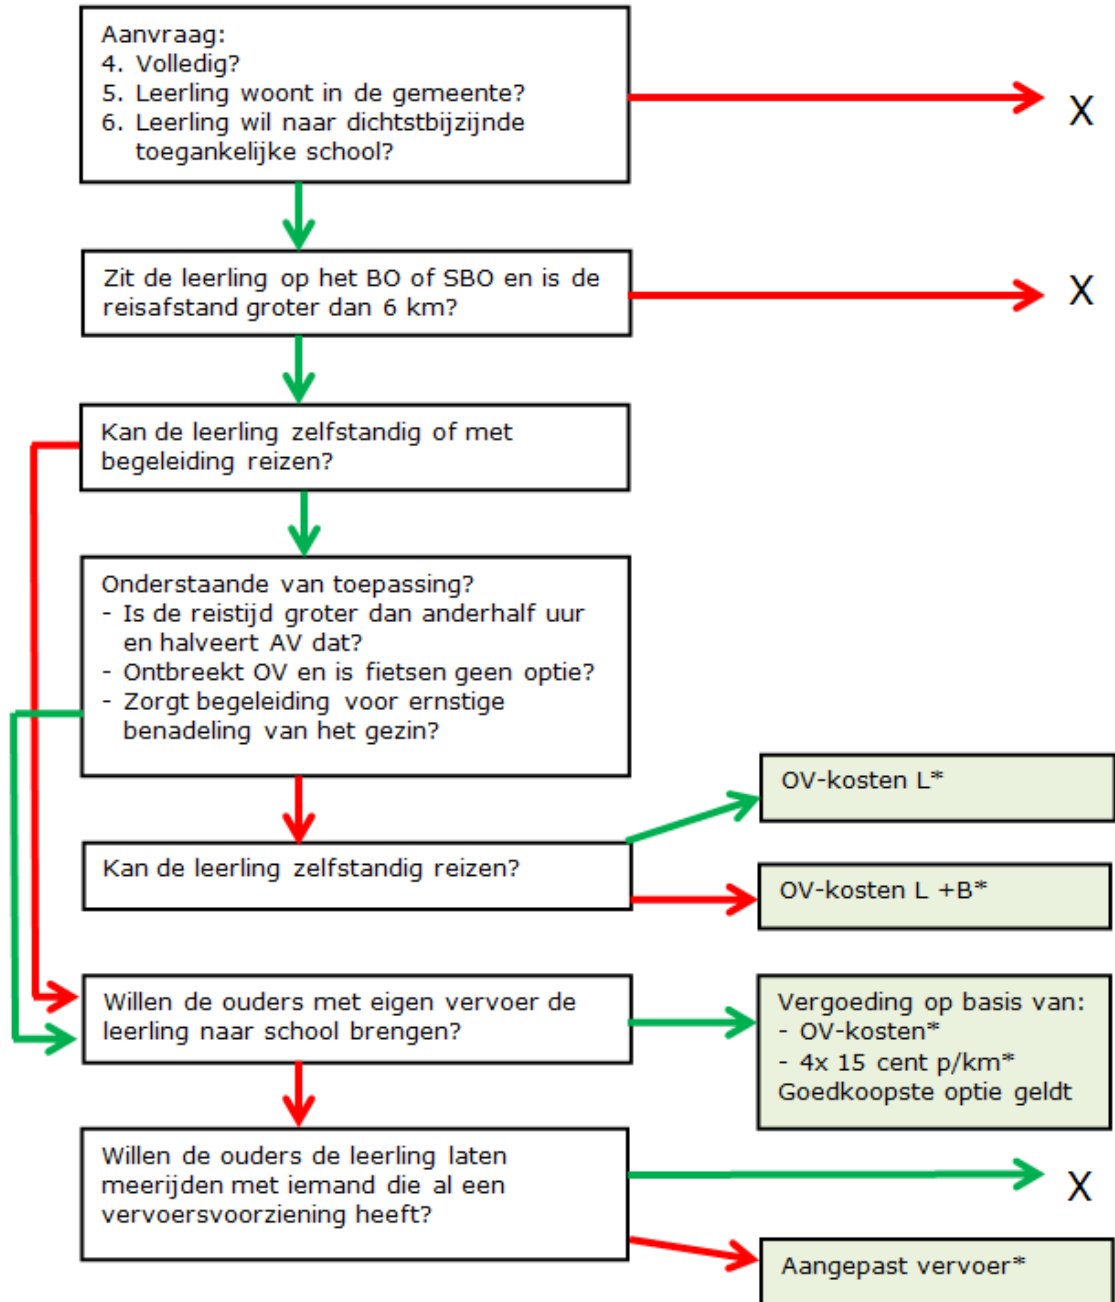 Aanvraag:
4. Volledig?
5. Leerling woont in de gemeente?
6. Leerling wil naar dichtstbijzijnde
toegankelijke school?
X
Zit de leerling op het BO of SBO en is de
reisafstand groter dan 6 km?
X
Kan de leerling zelfstandig of met
begeleiding reizen?
Onderstaande van toepassing?
- Is de reistijd groter dan anderhalf uur
en halveert AV dat?
- Ontbreekt OV en is fietsen geen optie?
- Zorgt begeleiding voor ernstige
benadeling van het gezin?
OV-kosten L*
Kan de leerling zelfstandig reizen?
OV-kosten L +B*
Willen de ouders met eigen vervoer de
leerling naar school brengen?
Vergoeding op basis van:
- OV-kosten*
- 4x 15 cent p/km*
Goedkoopste optie geldt
Willen de ouders de leerling laten
meerijden met iemand die al een
vervoersvoorziening heeft?
X
Aangepast vervoer*